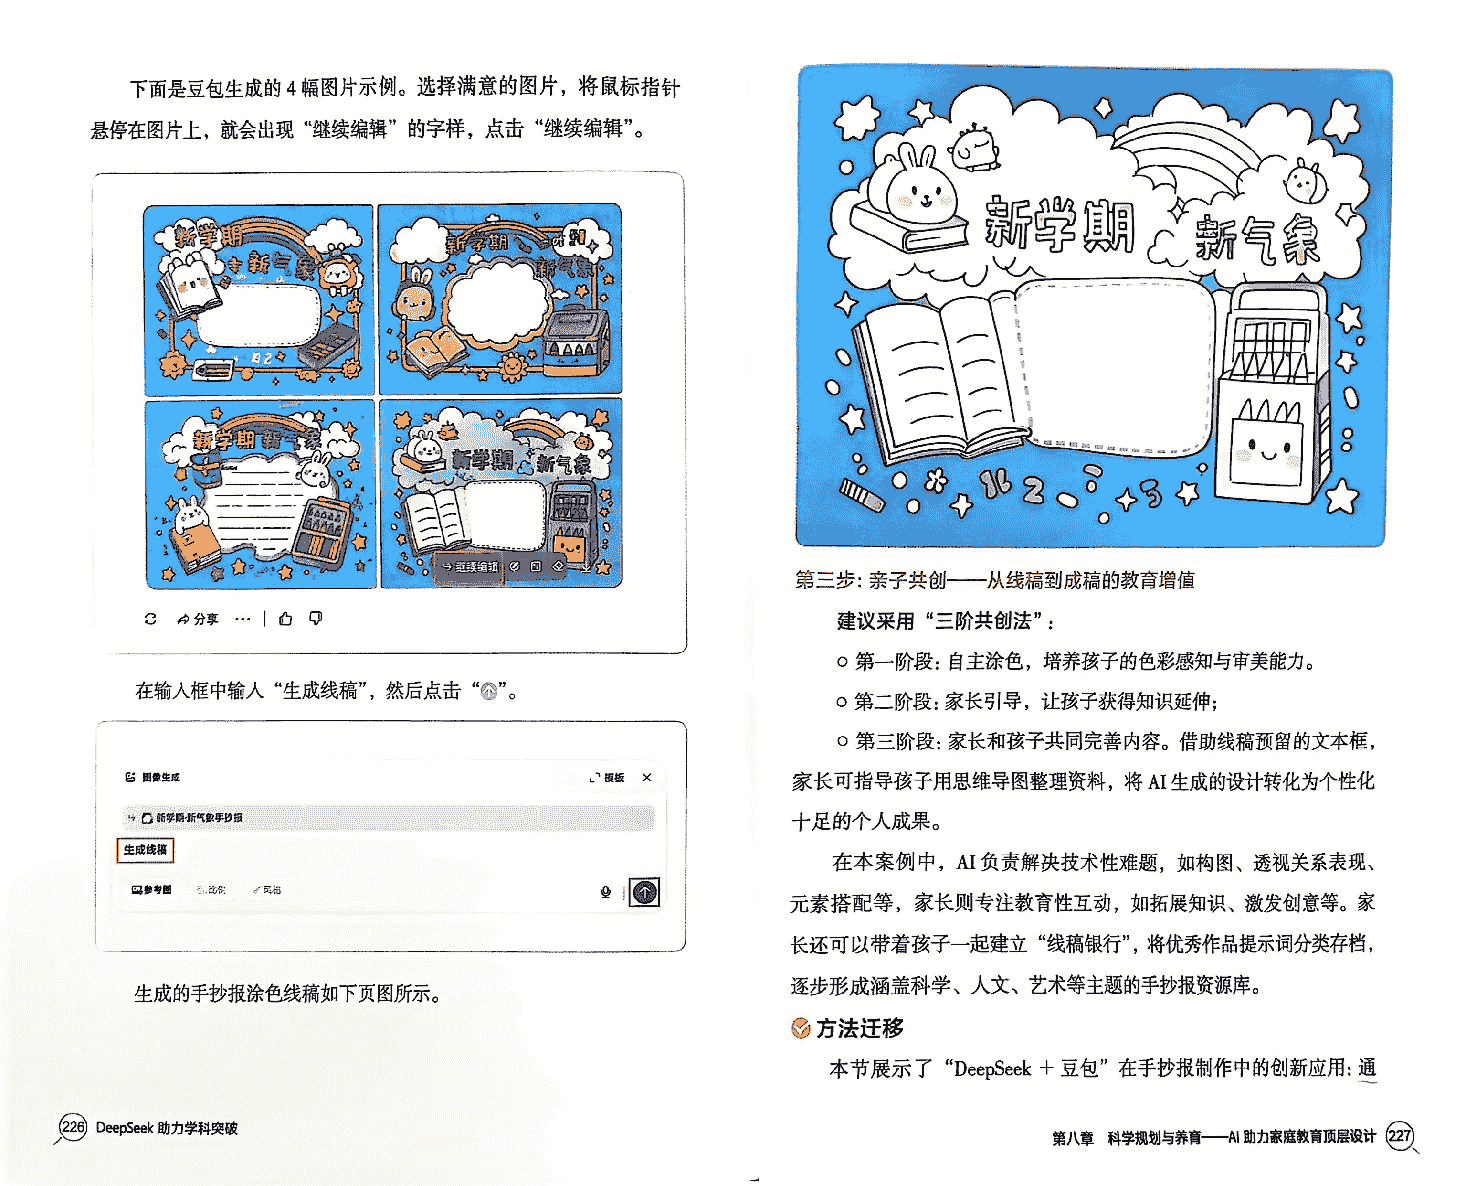 下面是豆包生成的 4 幅图片示例。选择满意的图片，将鼠标指针
悬停在图片上，就会出现“继续编辑”的字样，点击“继续编辑”。
新学期
新气象
12
新学期
新气象
新学期 新气象
新学期
新气象
继续编辑
分享
在输入框中输入“生成线稿”，然后点击“”。
图像生成
模板
新学期·新气象手抄报
生成线稿
参考图 比例 风格
生成的手抄报涂色线稿如下页图所示。
226 DeepSeek 助力学科突破
新学期
新气象
第三步：亲子共创——从线稿到成稿的教育增值
建议采用“三阶共创法”：
第一阶段：自主涂色，培养孩子的色彩感知与审美能力。
第二阶段：家长引导，让孩子获得知识延伸；
第三阶段：家长和孩子共同完善内容。借助线稿预留的文本框，
家长可指导孩子用思维导图整理资料，将 AI 生成的设计转化为个性化
十足的个人成果。
在本案例中，AI 负责解决技术性难题，如构图、透视关系表现、
元素搭配等，家长则专注教育性互动，如拓展知识、激发创意等。家
长还可以带着孩子一起建立“线稿银行”，将优秀作品提示词分类存档，
逐步形成涵盖科学、人文、艺术等主题的手抄报资源库。
方法迁移
本节展示了“DeepSeek + 豆包”在手抄报制作中的创新应用：通
第八章 科学规划与养育——AI 助力家庭教育顶层设计 227